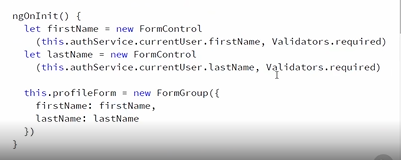 ngOnInit() {
  let firstName = new FormControl
    (this.authService.currentUser.firstName, Validators.required)
  let lastName = new FormControl
    (this.authService.currentUser.lastName, Validators.required)
  this.profileForm = new FormGroup({
    firstName: firstName,
    lastName: lastName
  })
}